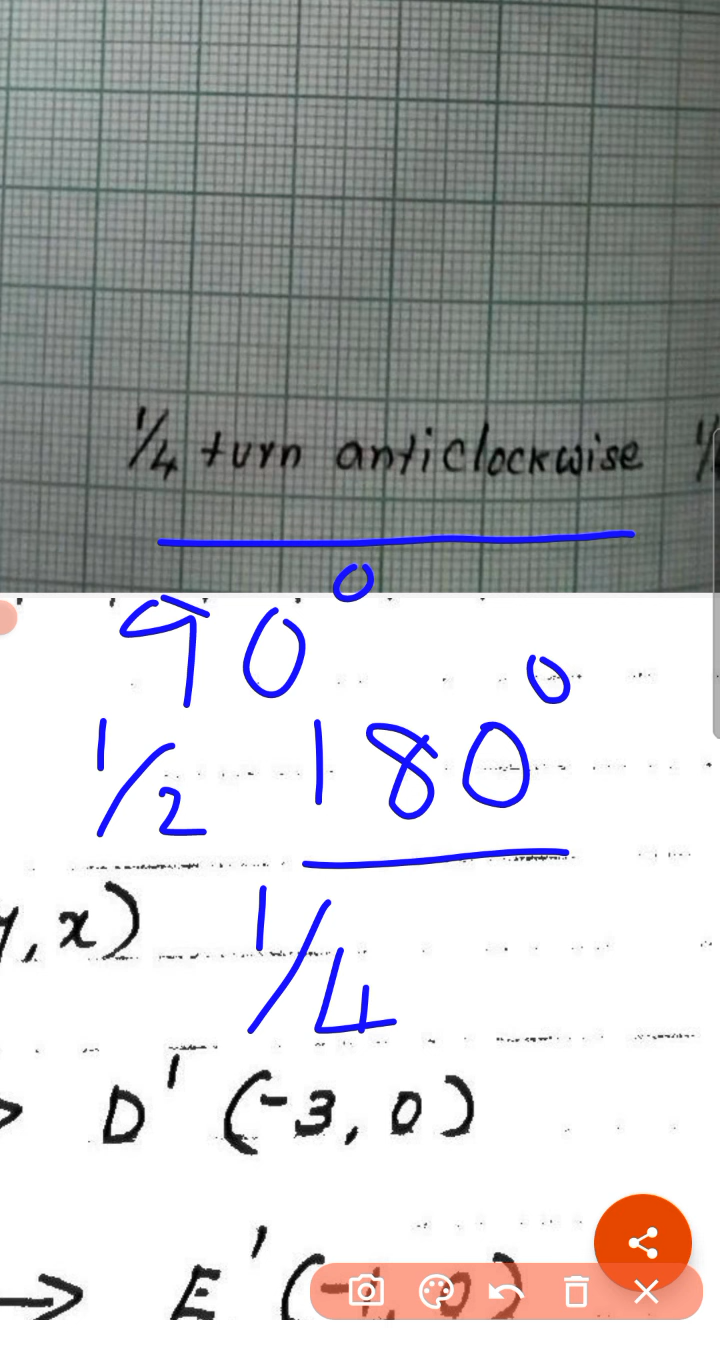 1/4 turn anticlockwise
90°
1/2 180°
, x)
1/4
> D' (-3, 0)
→ E' (